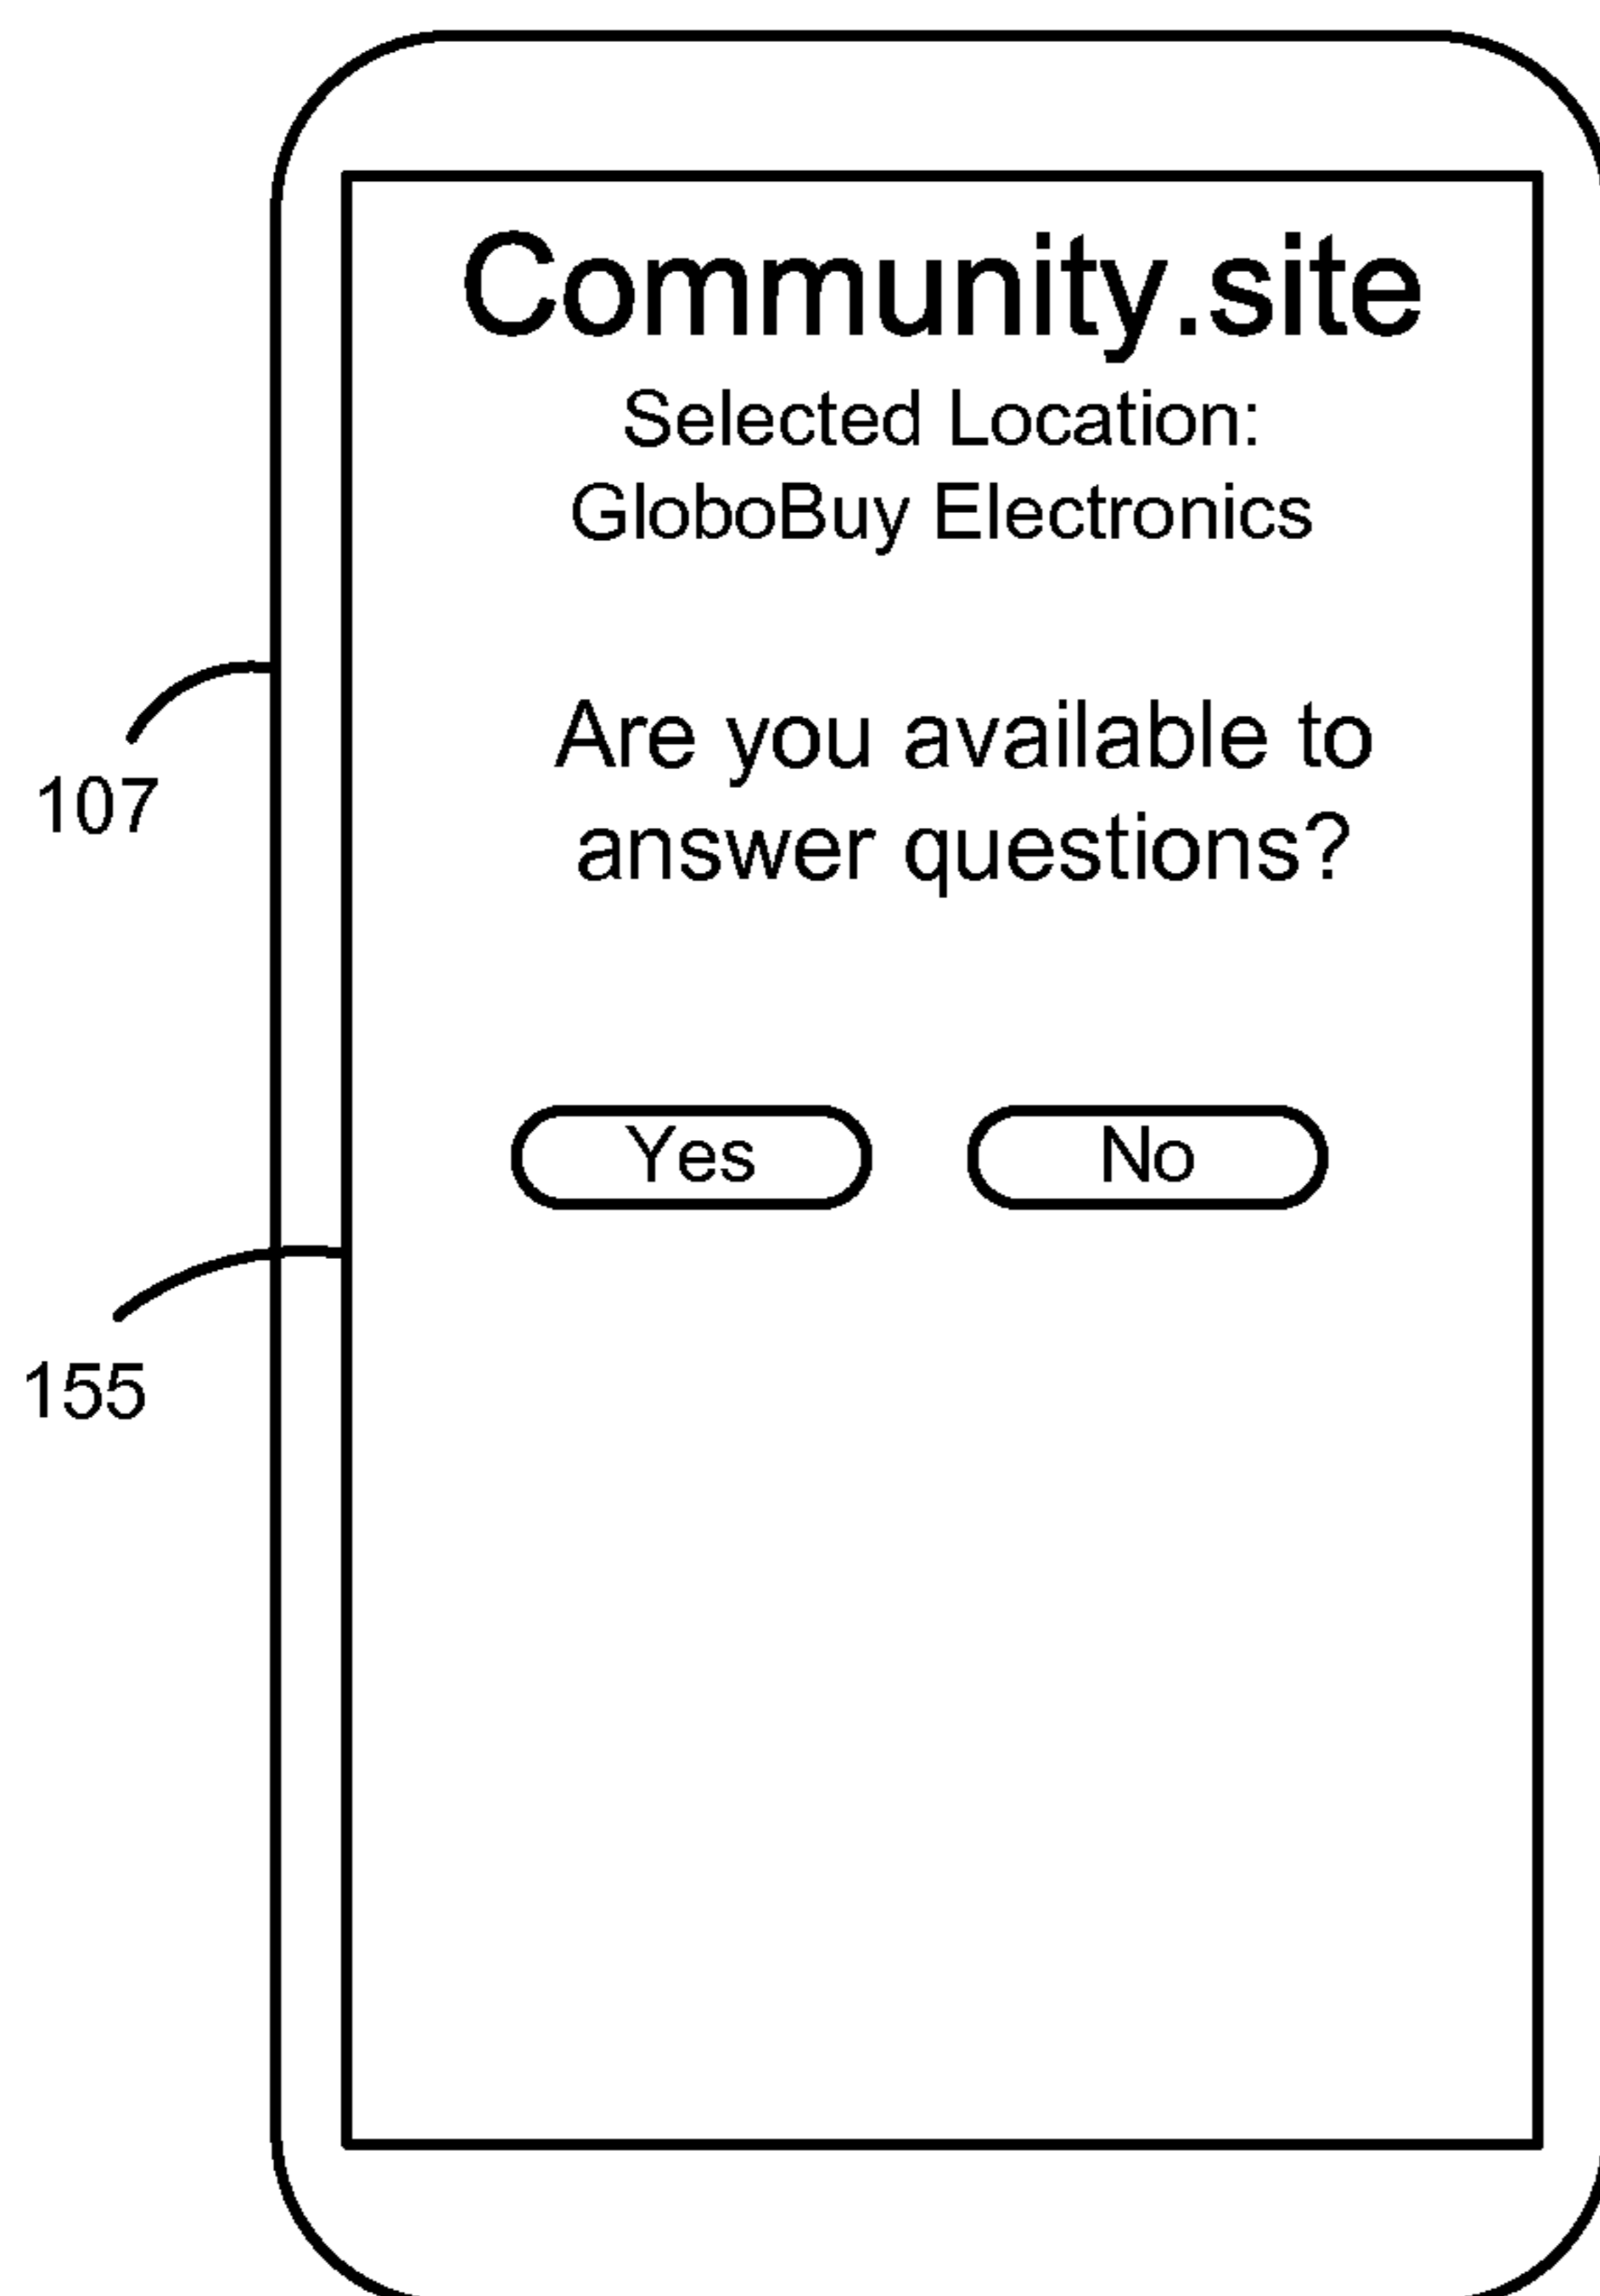 Community.site
Selected Location:
GloboBuy Electronics
Are you available to
answer questions?
Yes No
107
155